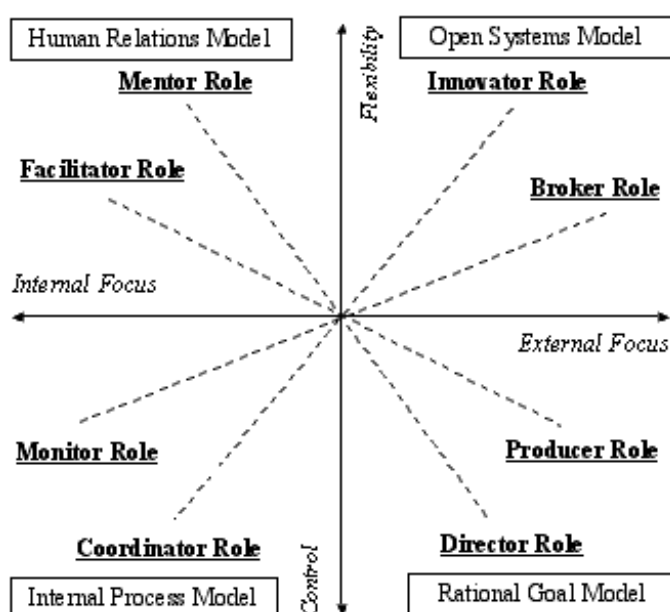 Human Relations Model
Open Systems Model
Mentor Role
Innovator Role
Flexibility
Facilitator Role
Broker Role
Internal Focus
External Focus
Monitor Role
Producer Role
Coordinator Role
Director Role
Control
Internal Process Model
Rational Goal Model